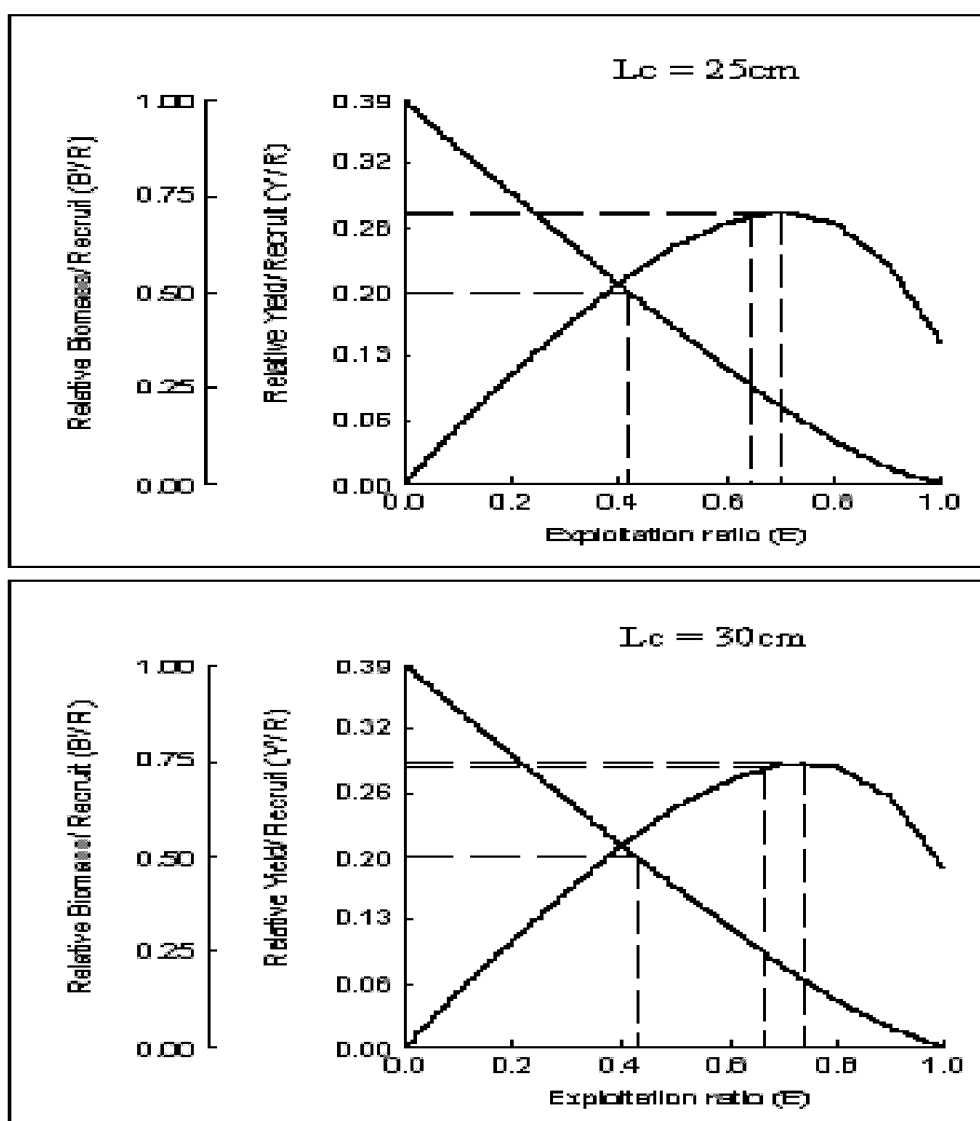 Lc = 25cm
Relative Biomass/Recruit (B'/R)
1.00
0.75
0.50
0.25
0.00
Relative Yield/Recruit (Y'/R)
0.39
0.32
0.26
0.20
0.13
0.06
0.00
0.0 0.2 0.4 0.6 0.8 1.0
Exploitation ratio (E)
Lc = 30cm
Relative Biomass/Recruit (B'/R)
1.00
0.75
0.50
0.25
0.00
Relative Yield/Recruit (Y'/R)
0.39
0.32
0.26
0.20
0.13
0.06
0.00
0.0 0.2 0.4 0.6 0.8 1.0
Exploitation ratio (E)